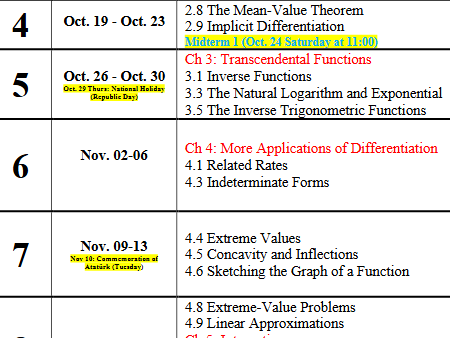 4
Oct. 19 - Oct. 23
2.8 The Mean-Value Theorem
2.9 Implicit Differentiation
Midterm 1 (Oct. 24 Saturday at 11:00)
5
Oct. 26 - Oct. 30
Oct. 29 Thurs: National Holiday
(Republic Day)
Ch 3: Transcendental Functions
3.1 Inverse Functions
3.3 The Natural Logarithm and Exponential
3.5 The Inverse Trigonometric Functions
6
Nov. 02-06
Ch 4: More Applications of Differentiation
4.1 Related Rates
4.3 Indeterminate Forms
7
Nov. 09-13
Nov 10: Commemoration of
Atatürk (Tuesday)
4.4 Extreme Values
4.5 Concavity and Inflections
4.6 Sketching the Graph of a Function
4.8 Extreme-Value Problems
4.9 Linear Approximations